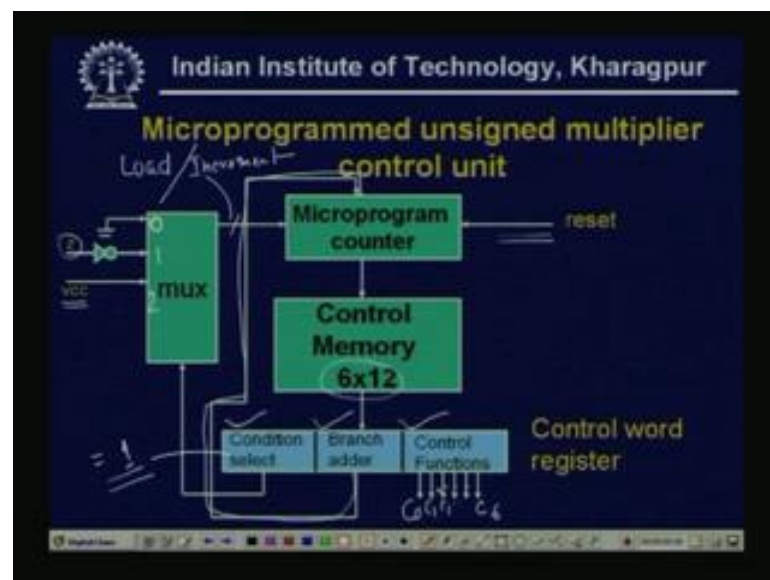 Indian Institute of Technology, Kharagpur
Microprogrammed unsigned multiplier
control unit
Load / Increment
0
1
2
Z
vcc
mux
Microprogram
counter
reset
Control
Memory
6x12
= 1
Condition
select
Branch
adder
Control
Functions
Control word
register
C0 C1 C6